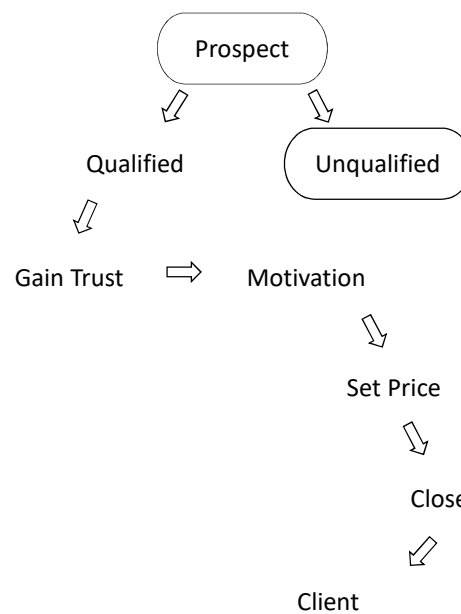 Prospect
Qualified Unqualified
Gain Trust Motivation
Set Price
Close
Client